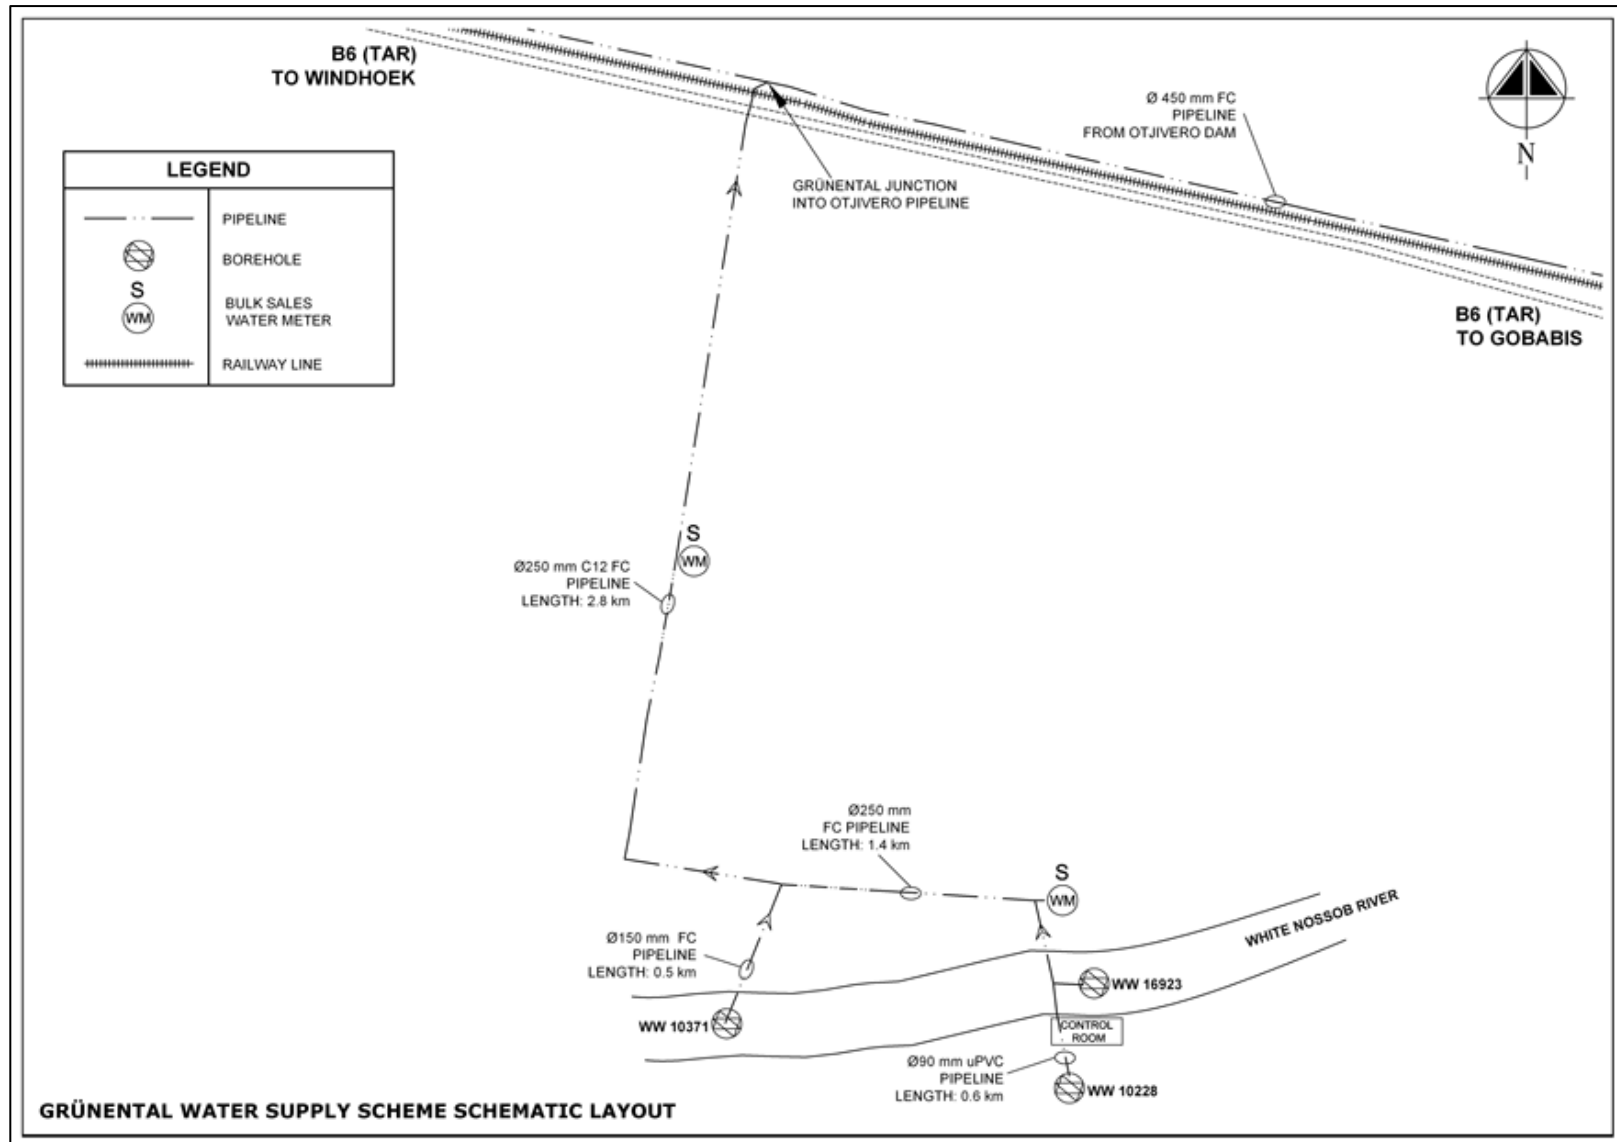 B6 (TAR)
TO WINDHOEK
Ø 450 mm FC
PIPELINE
FROM OTJIVERO DAM
N
LEGEND
PIPELINE
BOREHOLE
S
WM
BULK SALES
WATER METER
RAILWAY LINE
GRÜNENTAL JUNCTION
INTO OTJIVERO PIPELINE
B6 (TAR)
TO GOBABIS
S
WM
Ø250 mm C12 FC
PIPELINE
LENGTH: 2.8 km
Ø250 mm
FC PIPELINE
LENGTH: 1.4 km
S
WM
WHITE NOSSOB RIVER
Ø150 mm FC
PIPELINE
LENGTH: 0.5 km
WW 16923
WW 10371
CONTROL
ROOM
Ø90 mm uPVC
PIPELINE
LENGTH: 0.6 km
WW 10228
GRÜNENTAL WATER SUPPLY SCHEME SCHEMATIC LAYOUT